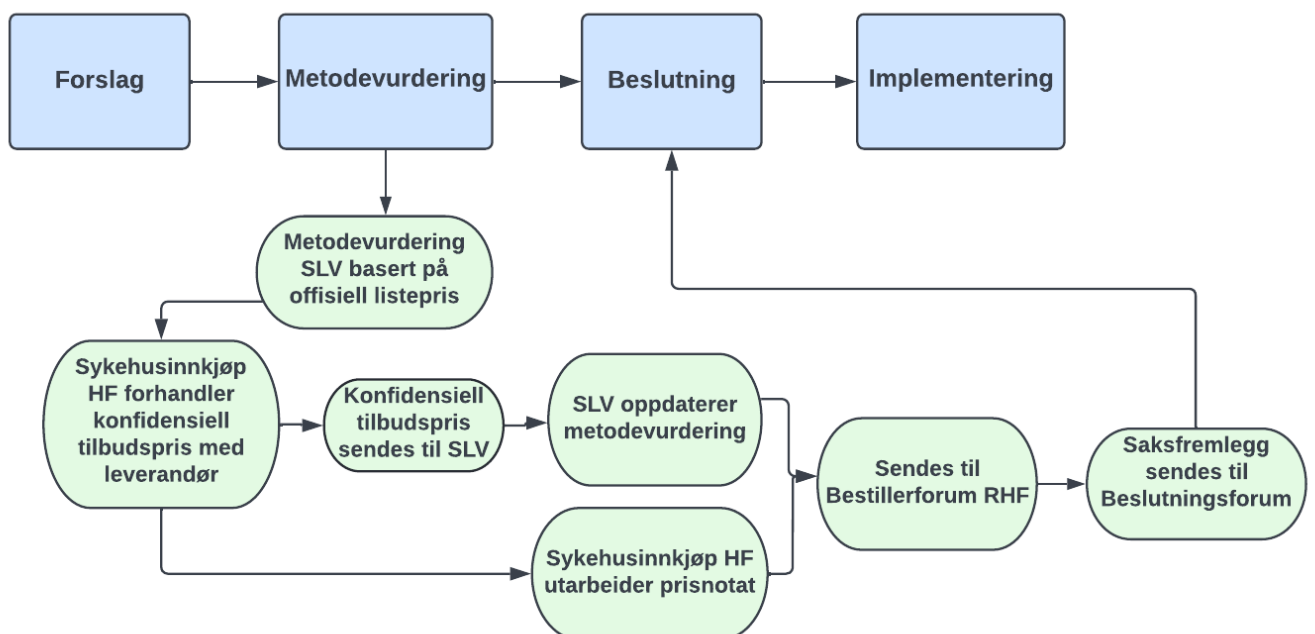 Forslag
Metodevurdering
Beslutning
Implementering
Metodevurdering
SLV basert på
offisiell listepris
Sykehusinnkjøp
HF forhandler
konfidensiell
tilbudspris med
leverandør
Konfidensiell
tilbudspris
sendes til SLV
SLV oppdaterer
metodevurdering
Sykehusinnkjøp HF
utarbeider prisnotat
Sendes til
Bestillerforum RHF
Saksfremlegg
sendes til
Beslutningsforum